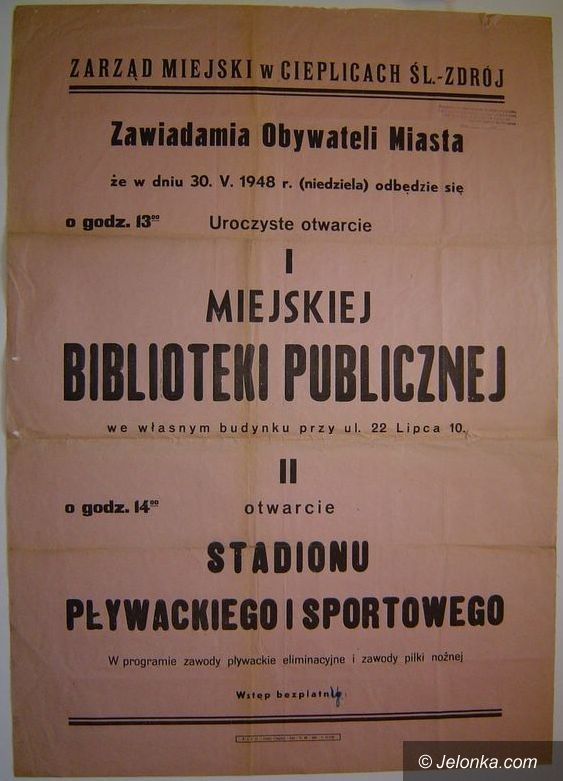 ZARZĄD MIEJSKI w CIEPLICACH ŚL.-ZDRÓJ
Zawiadamia Obywateli Miasta
że w dniu 30. V. 1948 r. (niedziela) odbędzie się
o godz. 13⁰⁰ Uroczyste otwarcie
I
MIEJSKIEJ
BIBLIOTEKI PUBLICZNEJ
we własnym budynku przy ul. 22 Lipca 10.
II
o godz. 14⁰⁰ otwarcie
STADIONU
PŁYWACKIEGO I SPORTOWEGO
W programie zawody pływackie eliminacyjne i zawody piłki nożnej
Wstęp bezpłatny.
© Jelonka.com